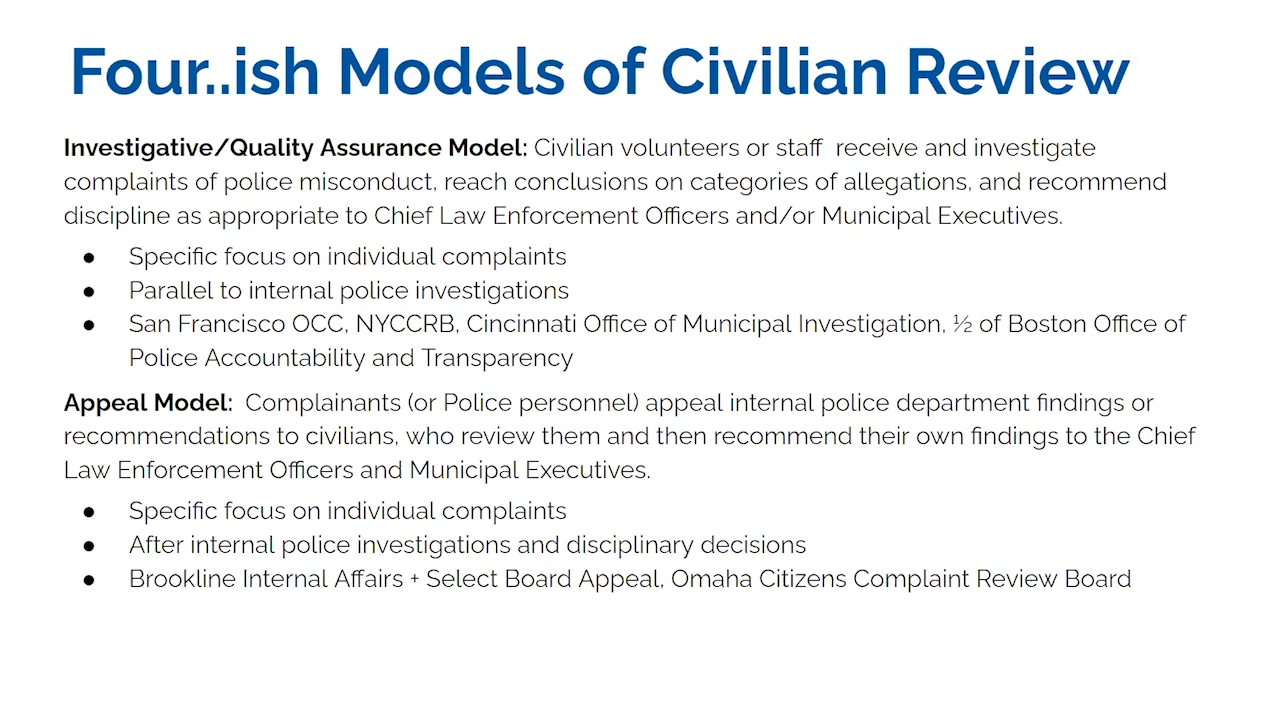 Four..ish Models of Civilian Review
Investigative/Quality Assurance Model: Civilian volunteers or staff  receive and investigate
complaints of police misconduct, reach conclusions on categories of allegations, and recommend
discipline as appropriate to Chief Law Enforcement Officers and/or Municipal Executives.
● Specific focus on individual complaints
● Parallel to internal police investigations
● San Francisco OCC, NYCCRB, Cincinnati Office of Municipal Investigation, ½ of Boston Office of
Police Accountability and Transparency
Appeal Model:  Complainants (or Police personnel) appeal internal police department findings or
recommendations to civilians, who review them and then recommend their own findings to the Chief
Law Enforcement Officers and Municipal Executives.
● Specific focus on individual complaints
● After internal police investigations and disciplinary decisions
● Brookline Internal Affairs + Select Board Appeal, Omaha Citizens Complaint Review Board